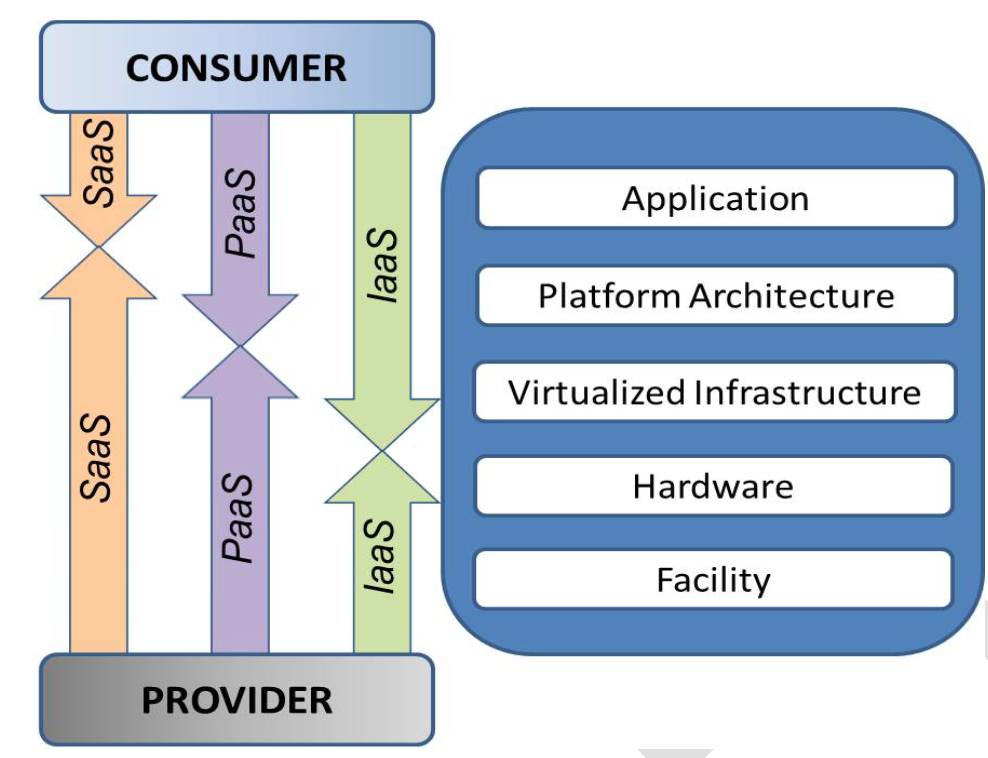 CONSUMER
SaaS
PaaS
IaaS
SaaS
PaaS
IaaS
PROVIDER
Application
Platform Architecture
Virtualized Infrastructure
Hardware
Facility